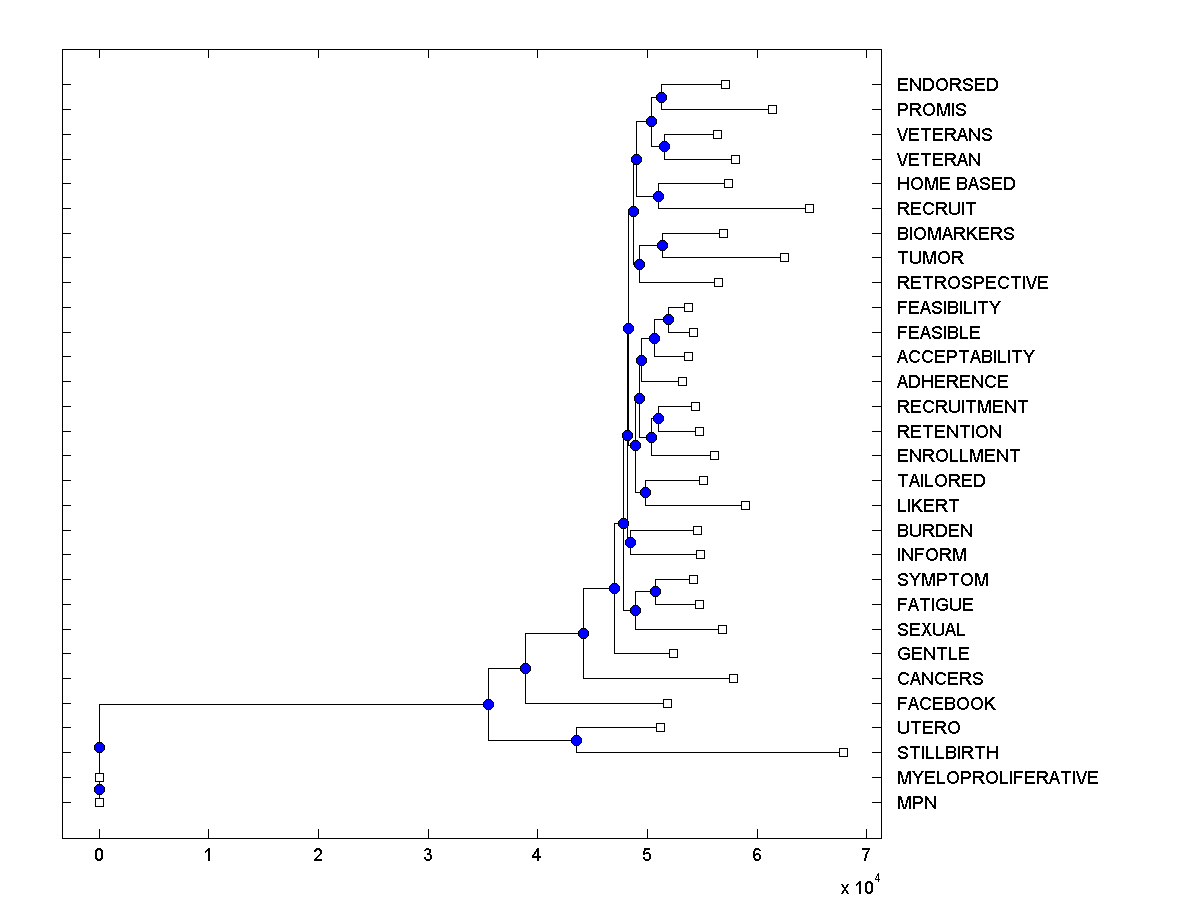 ENDORSED
PROMIS
VETERANS
VETERAN
HOME BASED
RECRUIT
BIOMARKERS
TUMOR
RETROSPECTIVE
FEASIBILITY
FEASIBLE
ACCEPTABILITY
ADHERENCE
RECRUITMENT
RETENTION
ENROLLMENT
TAILORED
LIKERT
BURDEN
INFORM
SYMPTOM
FATIGUE
SEXUAL
GENTLE
CANCERS
FACEBOOK
UTERO
STILLBIRTH
MYELOPROLIFERATIVE
MPN
0 1 2 3 4 5 6 7
x 10^4